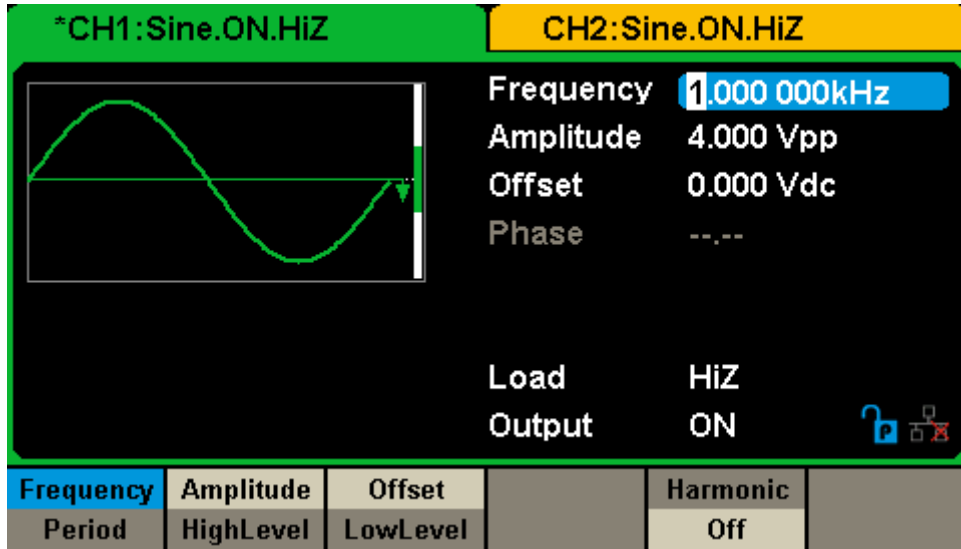 *CH1:Sine.ON.HiZ CH2:Sine.ON.HiZ
Frequency 1.000 000kHz
Amplitude 4.000 Vpp
Offset 0.000 Vdc
Phase --.--
Load HiZ
Output ON P
Frequency Amplitude Offset Harmonic
Period HighLevel LowLevel Off